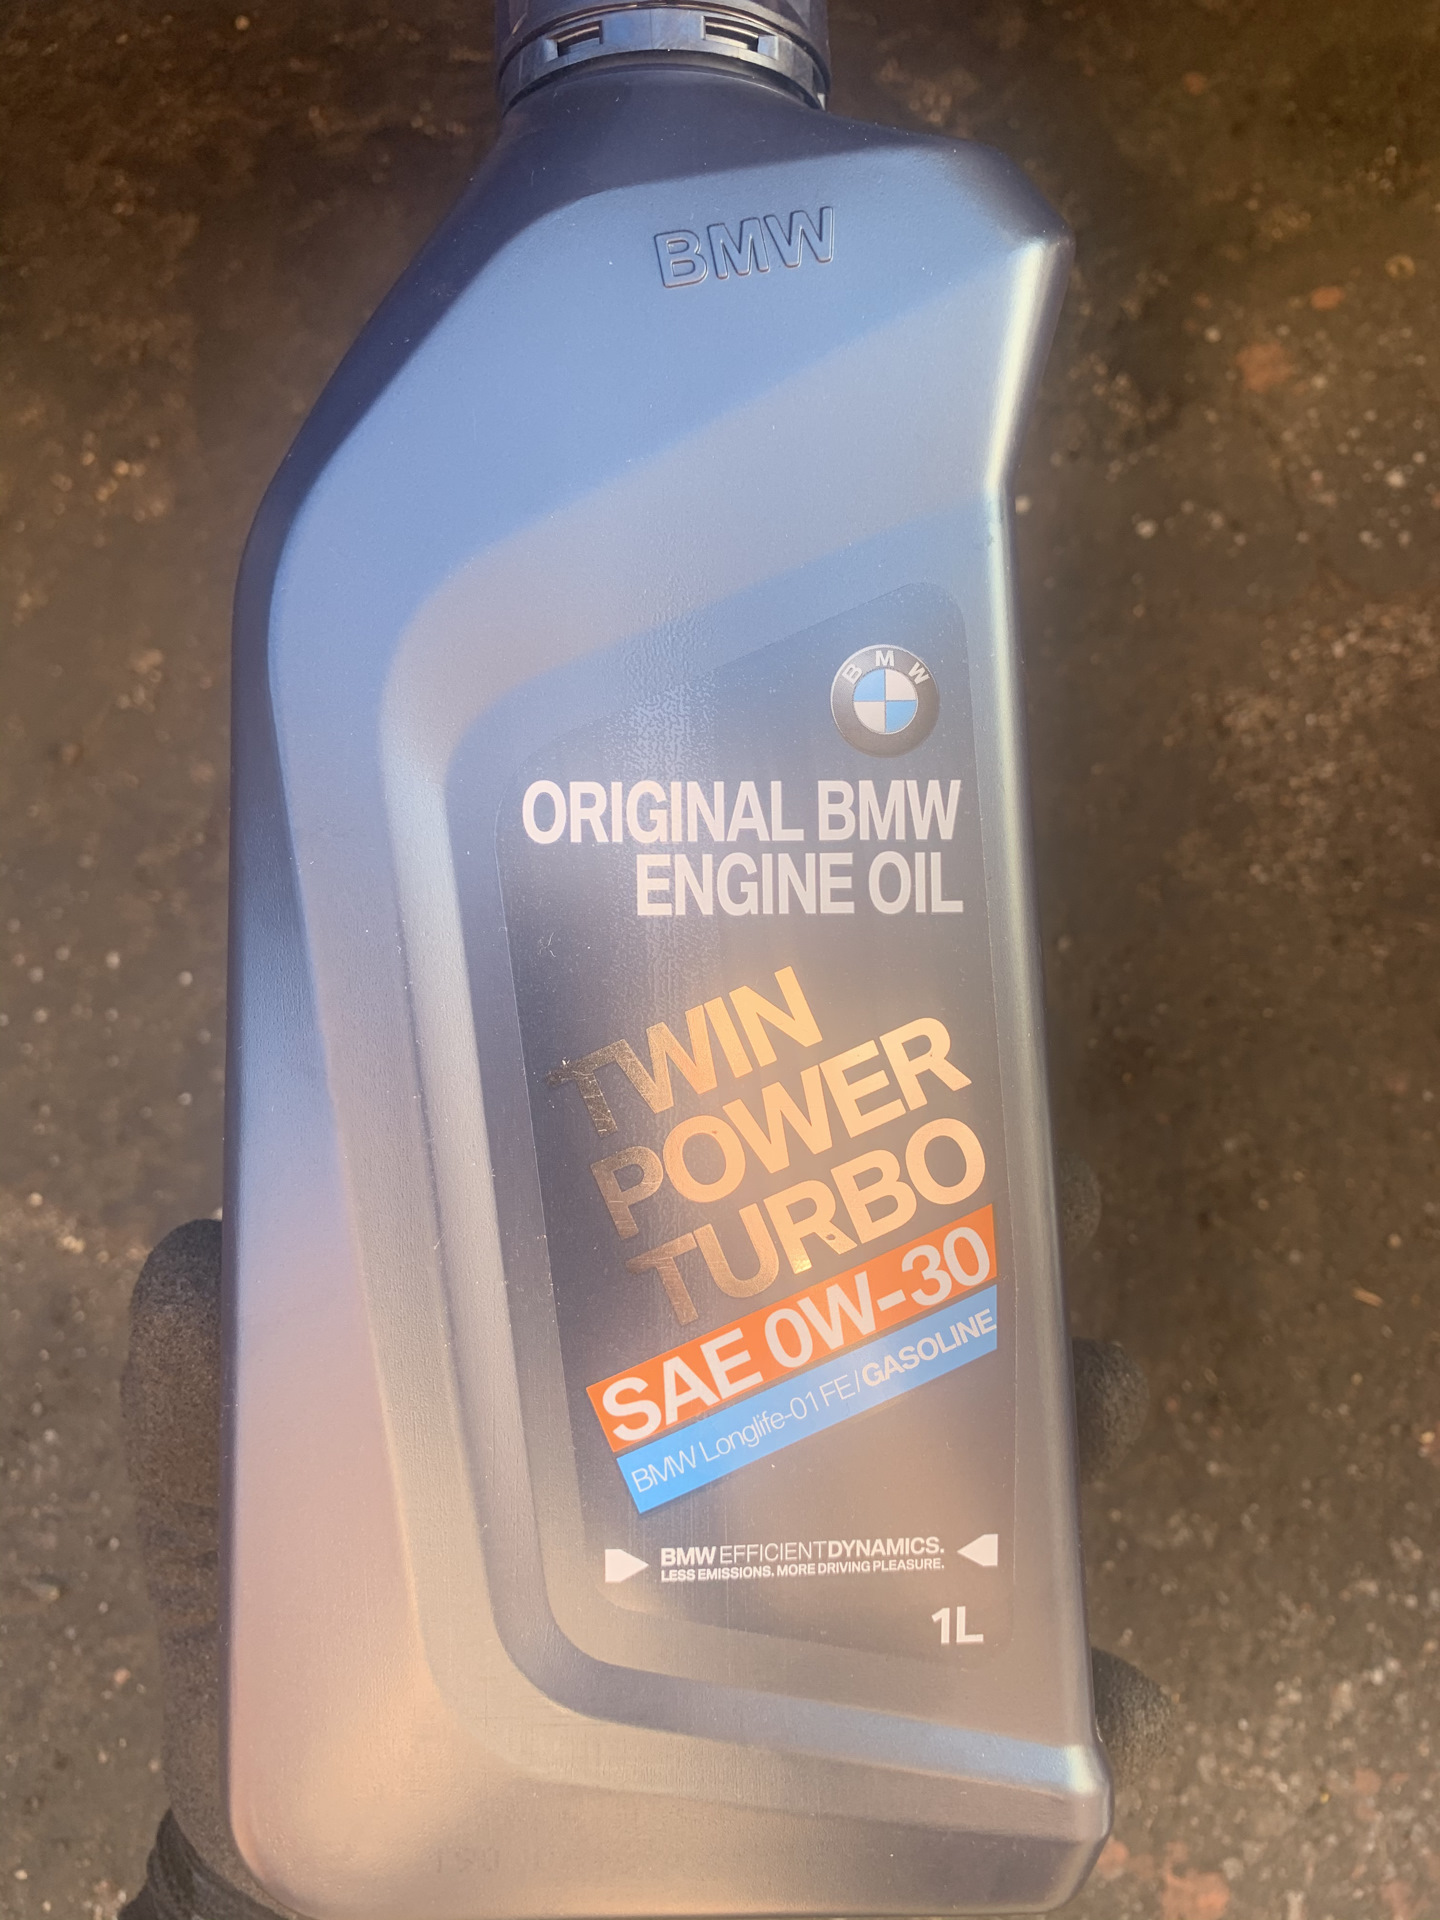 BMW
BMW
ORIGINAL BMW
ENGINE OIL
TWIN
POWER
TURBO
SAE 0W-30
BMW Longlife-01 FE/GASOLINE
BMW EFFICIENTDYNAMICS.
LESS EMISSIONS. MORE DRIVING PLEASURE.
1L